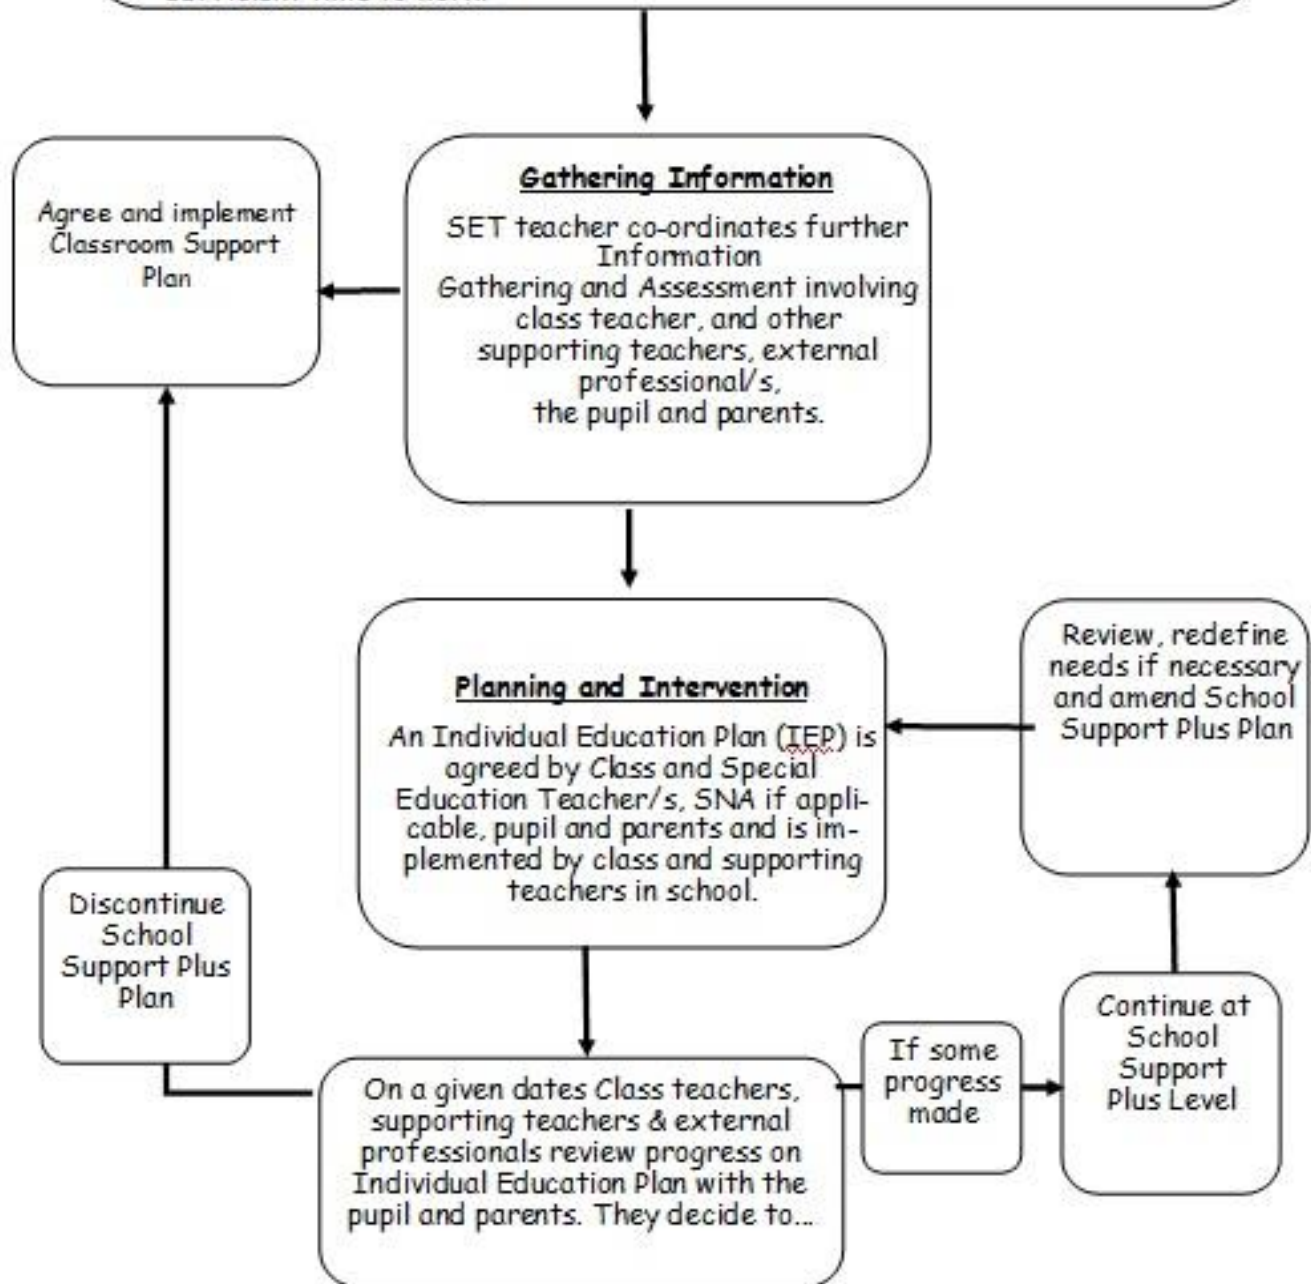 Gathering Information
SET teacher co-ordinates further
Information
Gathering and Assessment involving
class teacher, and other
supporting teachers, external
professional/s,
the pupil and parents.
Agree and implement
Classroom Support
Plan
Planning and Intervention
An Individual Education Plan (IEP) is
agreed by Class and Special
Education Teacher/s, SNA if appli-
cable, pupil and parents and is im-
plemented by class and supporting
teachers in school.
Review, redefine
needs if necessary
and amend School
Support Plus Plan
Discontinue
School
Support Plus
Plan
On a given dates Class teachers,
supporting teachers & external
professionals review progress on
Individual Education Plan with the
pupil and parents. They decide to...
If some
progress
made
Continue at
School
Support
Plus Level